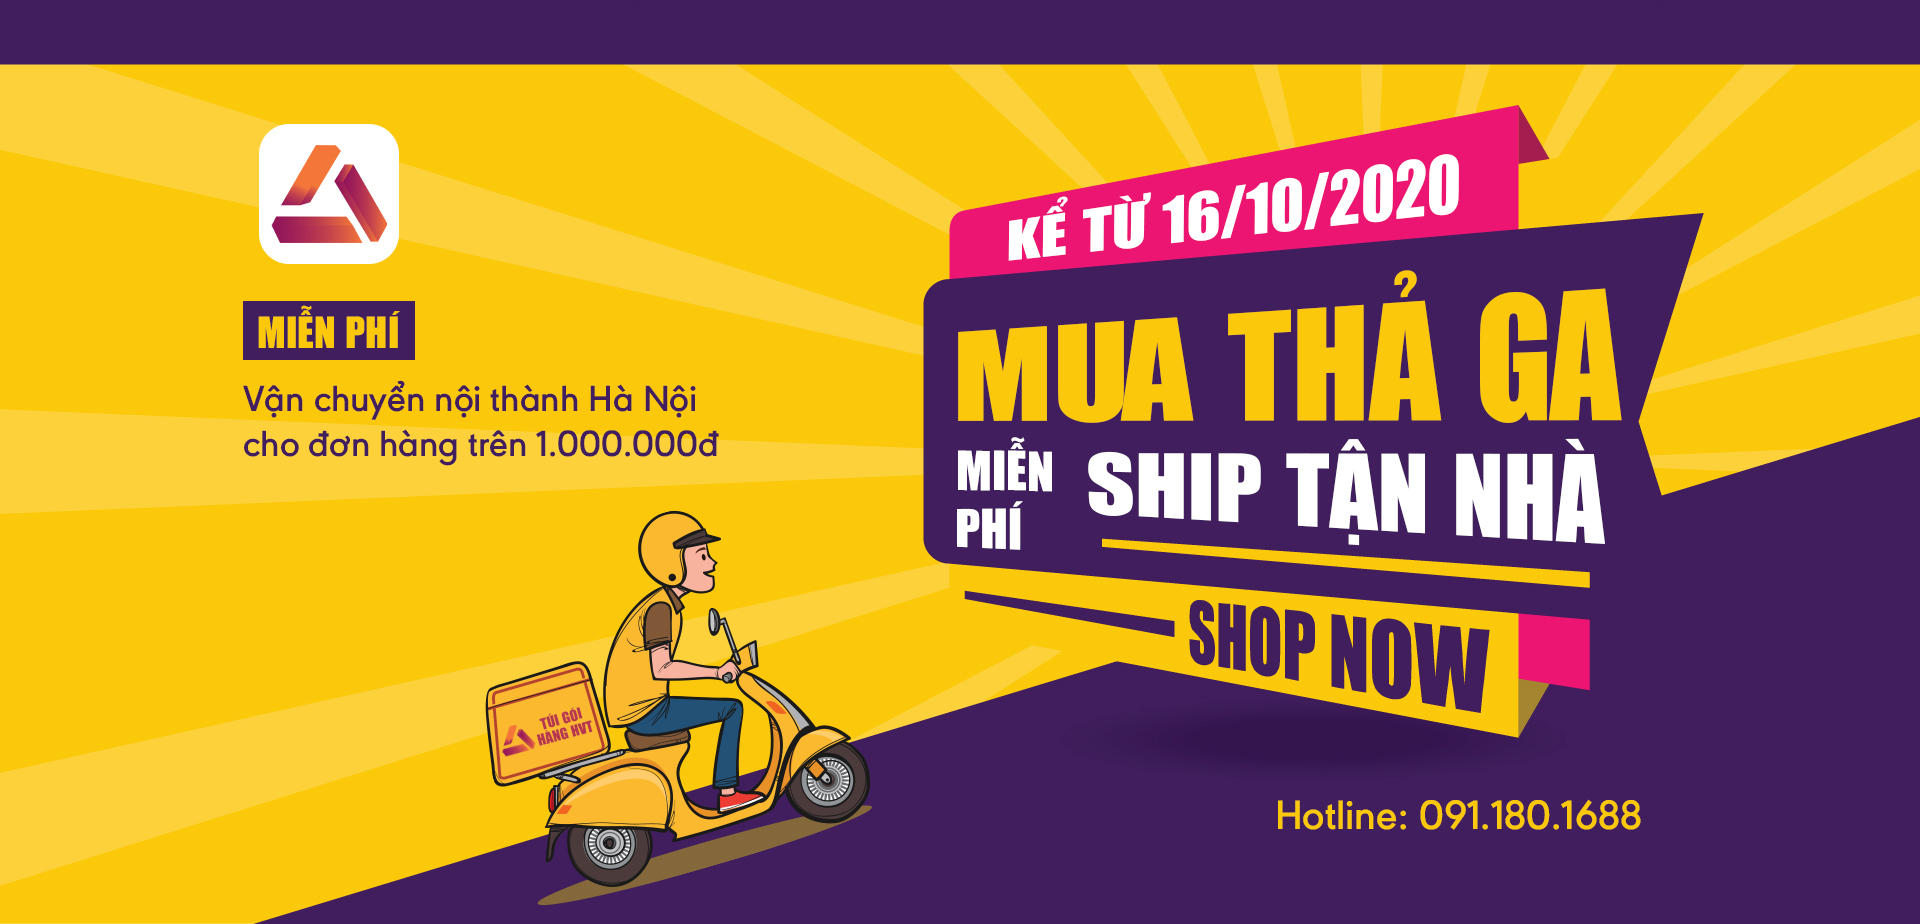 MIỄN PHÍ
Vận chuyển nội thành Hà Nội
cho đơn hàng trên 1.000.000đ
TÚI GÓI
HÀNG HVT
KỂ TỪ 16/10/2020
MUA THẢ GA
MIỄN
PHÍ
SHIP TẬN NHÀ
SHOP NOW
Hotline: 091.180.1688